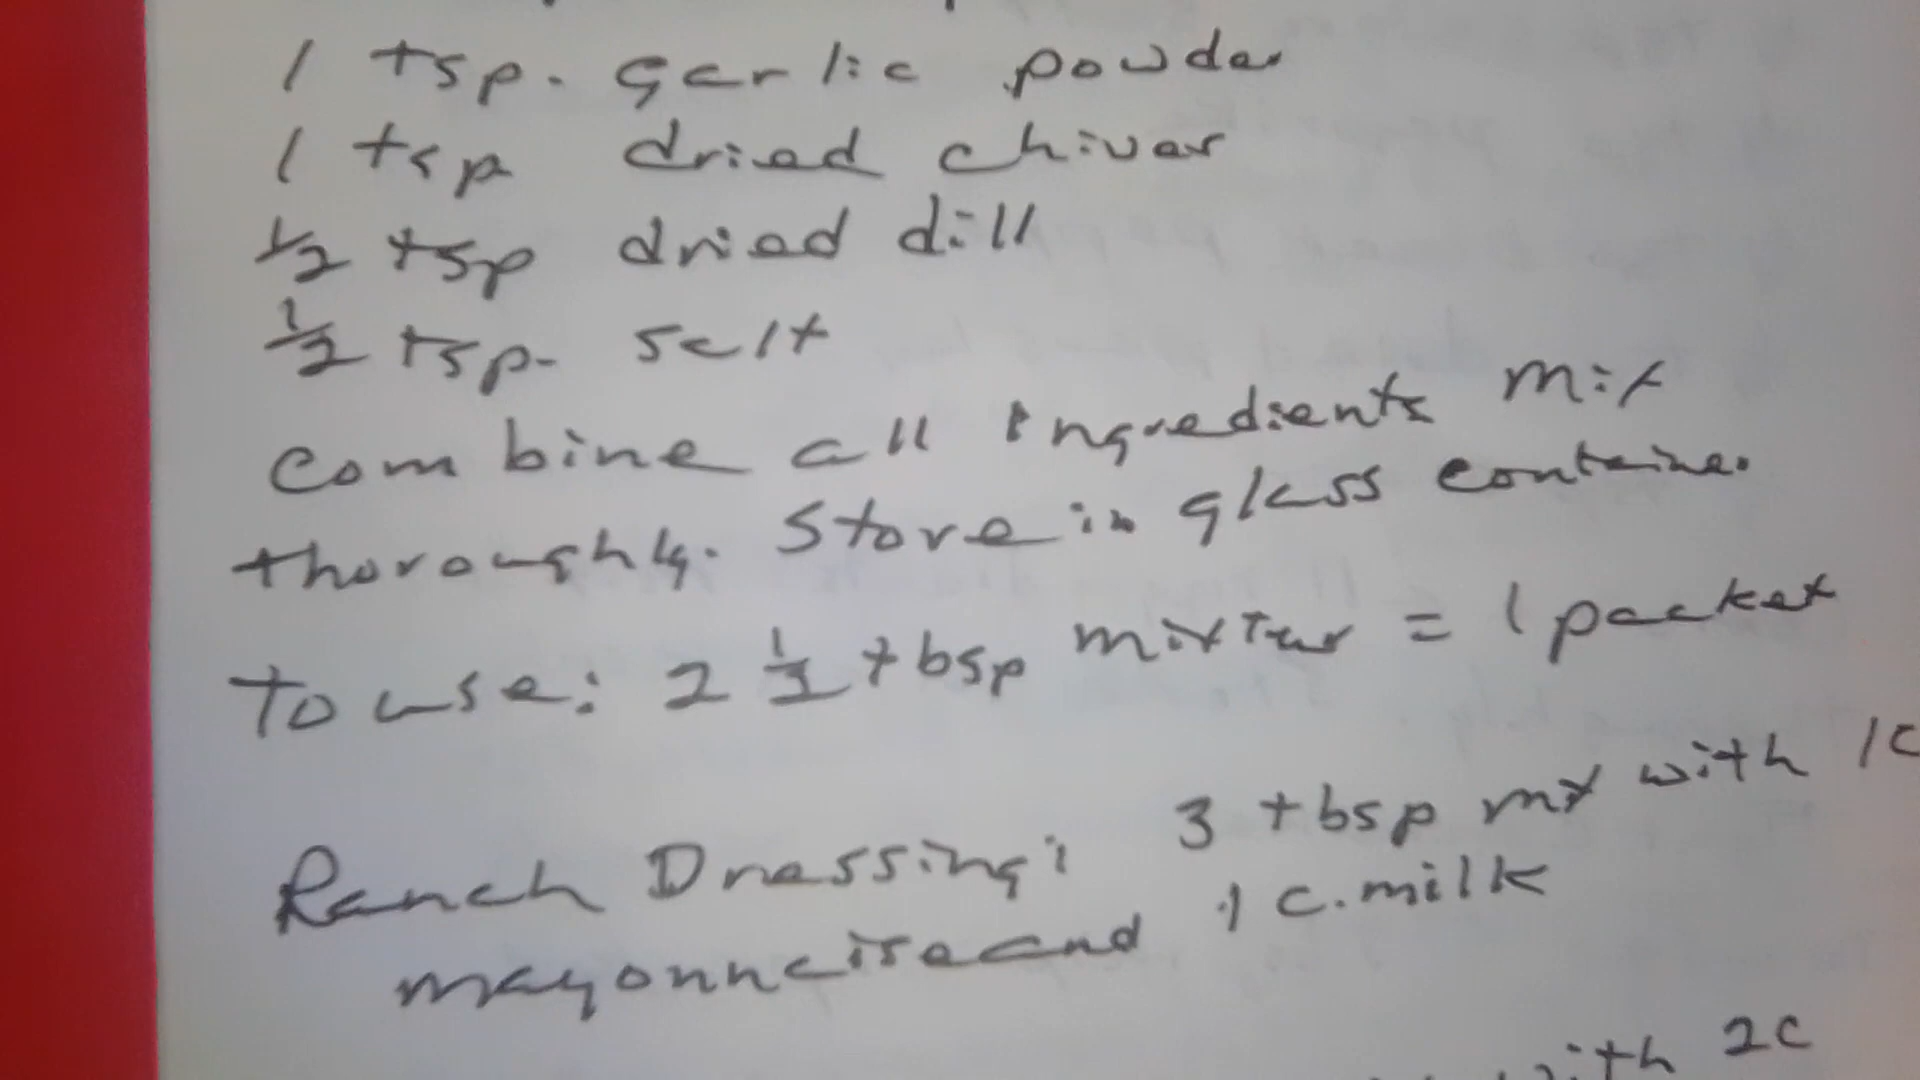 1 tsp. garlic powder
1 tsp dried chives
1/2 tsp dried dill
1/2 tsp. salt
combine all Ingredients mix
thoroughly. Store in glass container
To use: 2 1/2 tbsp mixture = 1 packet
Ranch Dressing: 3 tbsp mix with 1C
mayonnaise and 1 C. milk
with 2C